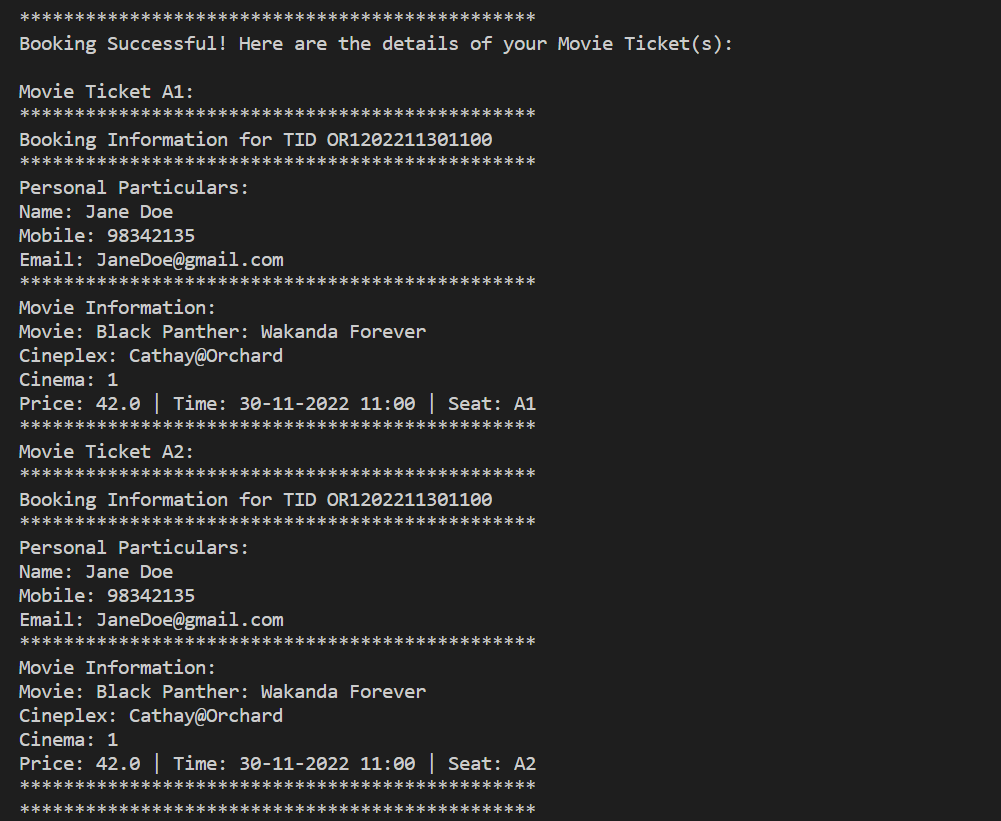 ***********************************************
Booking Successful! Here are the details of your Movie Ticket(s):
Movie Ticket A1:
***********************************************
Booking Information for TID OR1202211301100
***********************************************
Personal Particulars:
Name: Jane Doe
Mobile: 98342135
Email: JaneDoe@gmail.com
***********************************************
Movie Information:
Movie: Black Panther: Wakanda Forever
Cineplex: Cathay@Orchard
Cinema: 1
Price: 42.0 | Time: 30-11-2022 11:00 | Seat: A1
***********************************************
Movie Ticket A2:
***********************************************
Booking Information for TID OR1202211301100
***********************************************
Personal Particulars:
Name: Jane Doe
Mobile: 98342135
Email: JaneDoe@gmail.com
***********************************************
Movie Information:
Movie: Black Panther: Wakanda Forever
Cineplex: Cathay@Orchard
Cinema: 1
Price: 42.0 | Time: 30-11-2022 11:00 | Seat: A2
***********************************************
***********************************************